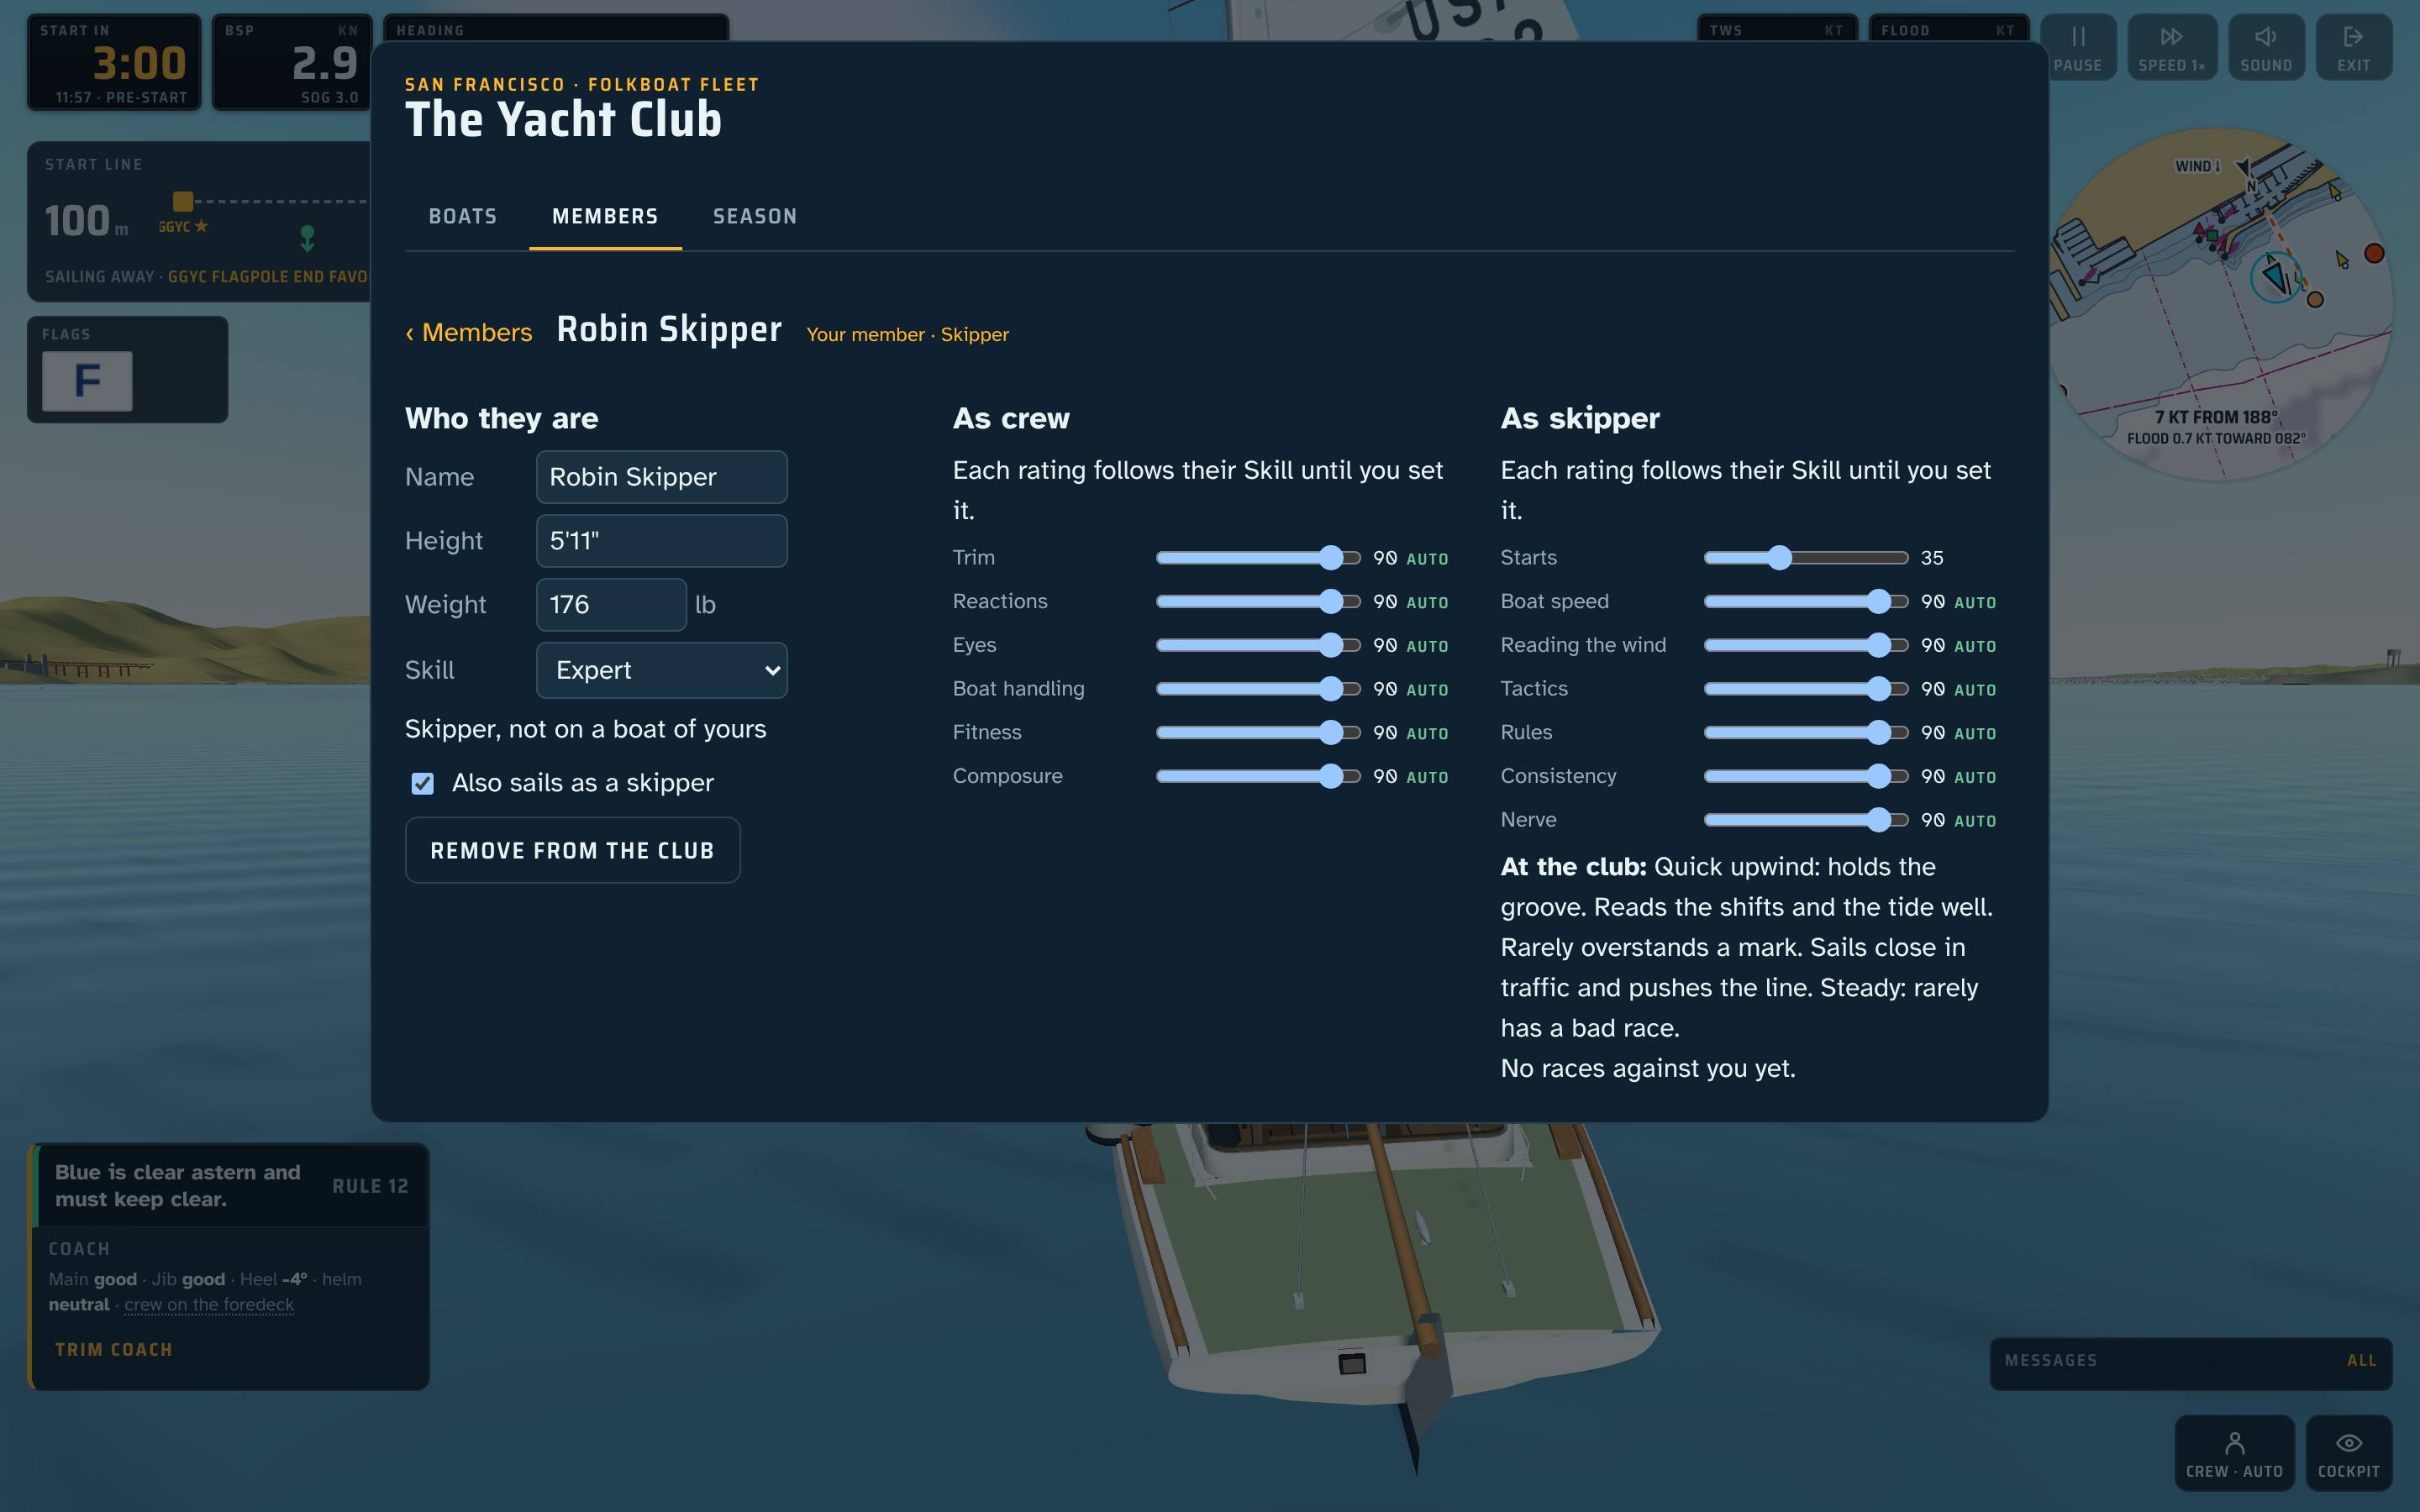 START IN
3:00
11:57 · PRE-START
BSP KN
2.9
SOG 3.0
HEADING
TWS KT
FLOOD KT
PAUSE
SPEED 1×
SOUND
EXIT
START LINE
100 m
GGYC ★
SAILING AWAY · GGYC FLAGPOLE END FAVO
FLAGS
F
SAN FRANCISCO · FOLKBOAT FLEET
The Yacht Club
BOATS MEMBERS SEASON
‹ Members Robin Skipper Your member · Skipper
Who they are
Name Robin Skipper
Height 5'11"
Weight 176 lb
Skill Expert
Skipper, not on a boat of yours
Also sails as a skipper
REMOVE FROM THE CLUB
As crew
Each rating follows their Skill until you set
it.
Trim 90 AUTO
Reactions 90 AUTO
Eyes 90 AUTO
Boat handling 90 AUTO
Fitness 90 AUTO
Composure 90 AUTO
As skipper
Each rating follows their Skill until you set
it.
Starts 35
Boat speed 90 AUTO
Reading the wind 90 AUTO
Tactics 90 AUTO
Rules 90 AUTO
Consistency 90 AUTO
Nerve 90 AUTO
At the club: Quick upwind: holds the
groove. Reads the shifts and the tide well.
Rarely overstands a mark. Sails close in
traffic and pushes the line. Steady: rarely
has a bad race.
No races against you yet.
WIND ↓
N
7 KT FROM 188°
FLOOD 0.7 KT TOWARD 082°
Blue is clear astern and
must keep clear.
RULE 12
COACH
Main good · Jib good · Heel -4° · helm
neutral · crew on the foredeck
TRIM COACH
MESSAGES ALL
CREW · AUTO
COCKPIT